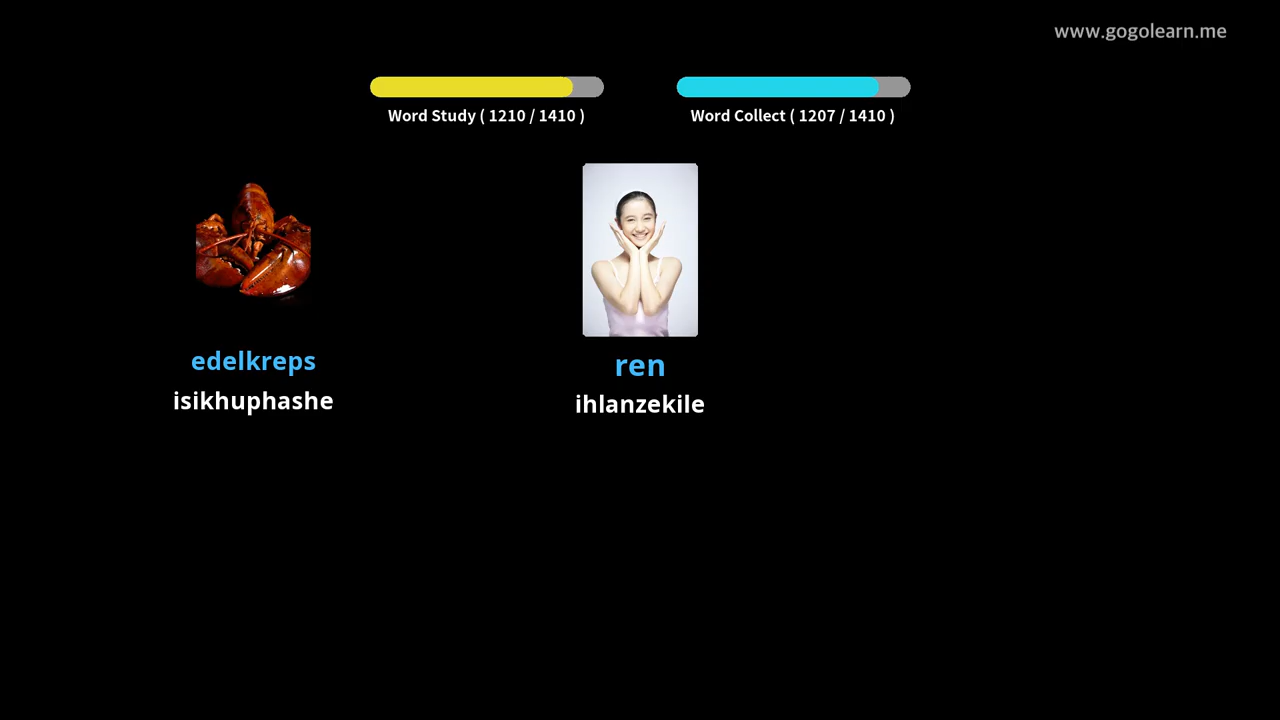 www.gogolearn.me
Word Study ( 1210 / 1410 )
Word Collect ( 1207 / 1410 )
edelkreps
isikhuphashe
ren
ihlanzekile